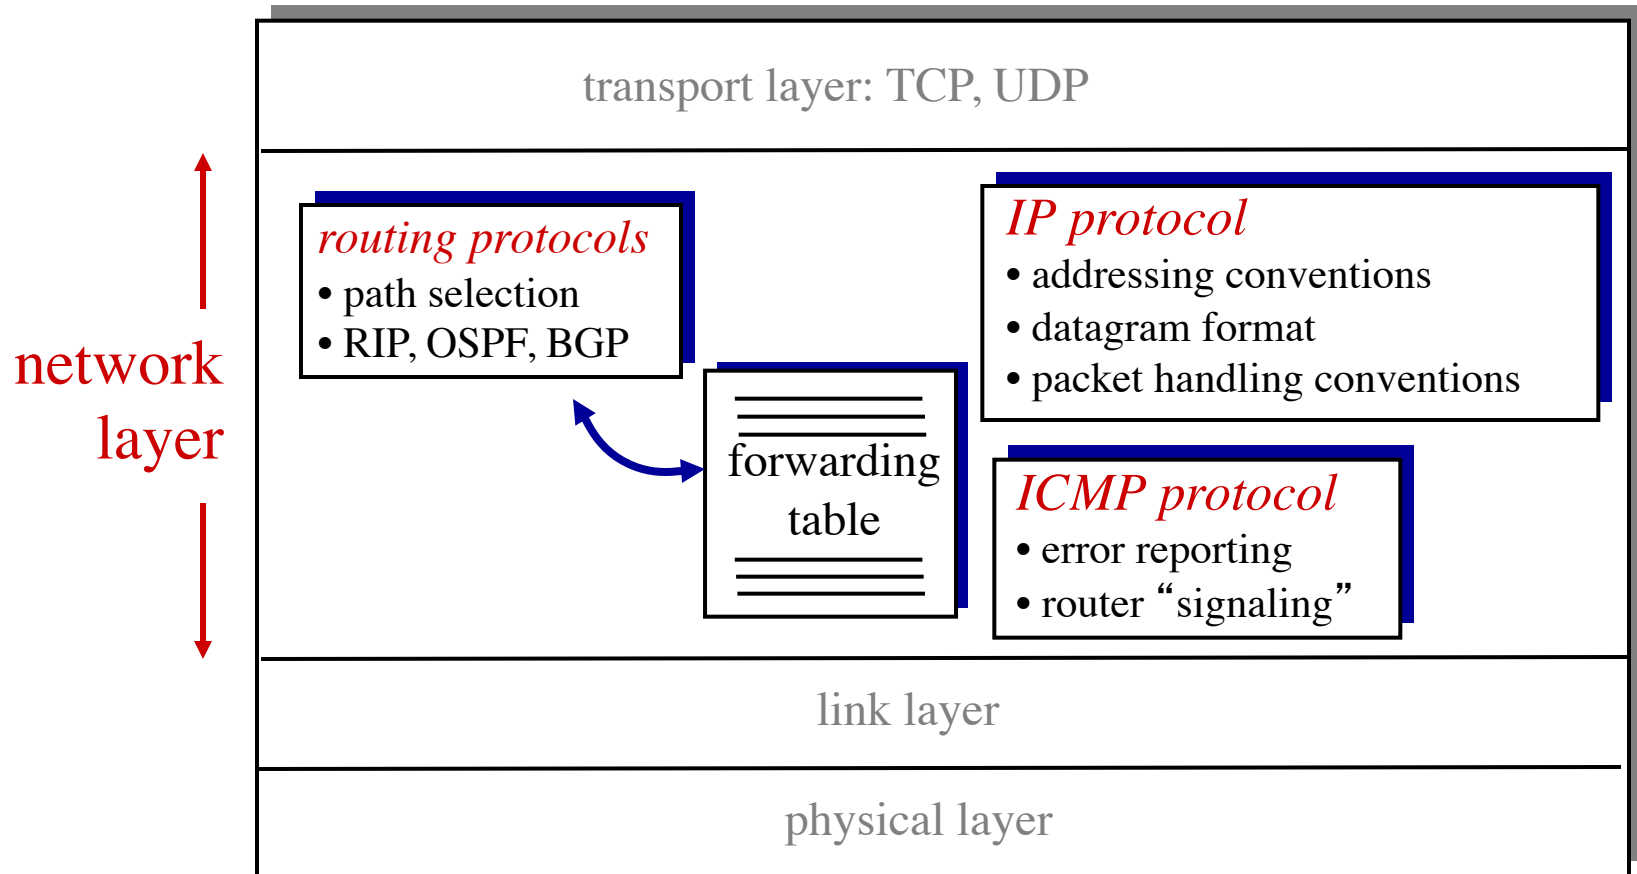 transport layer: TCP, UDP
network
layer
routing protocols
• path selection
• RIP, OSPF, BGP
forwarding
table
IP protocol
• addressing conventions
• datagram format
• packet handling conventions
ICMP protocol
• error reporting
• router “signaling”
link layer
physical layer